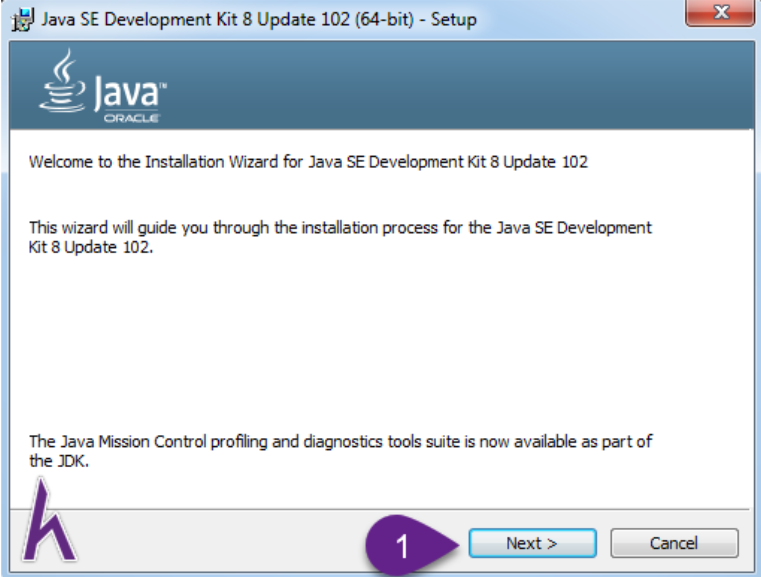 Java SE Development Kit 8 Update 102 (64-bit) - Setup
Java™
ORACLE
Welcome to the Installation Wizard for Java SE Development Kit 8 Update 102
This wizard will guide you through the installation process for the Java SE Development
Kit 8 Update 102.
The Java Mission Control profiling and diagnostics tools suite is now available as part of
the JDK.
h
1
Next >
Cancel